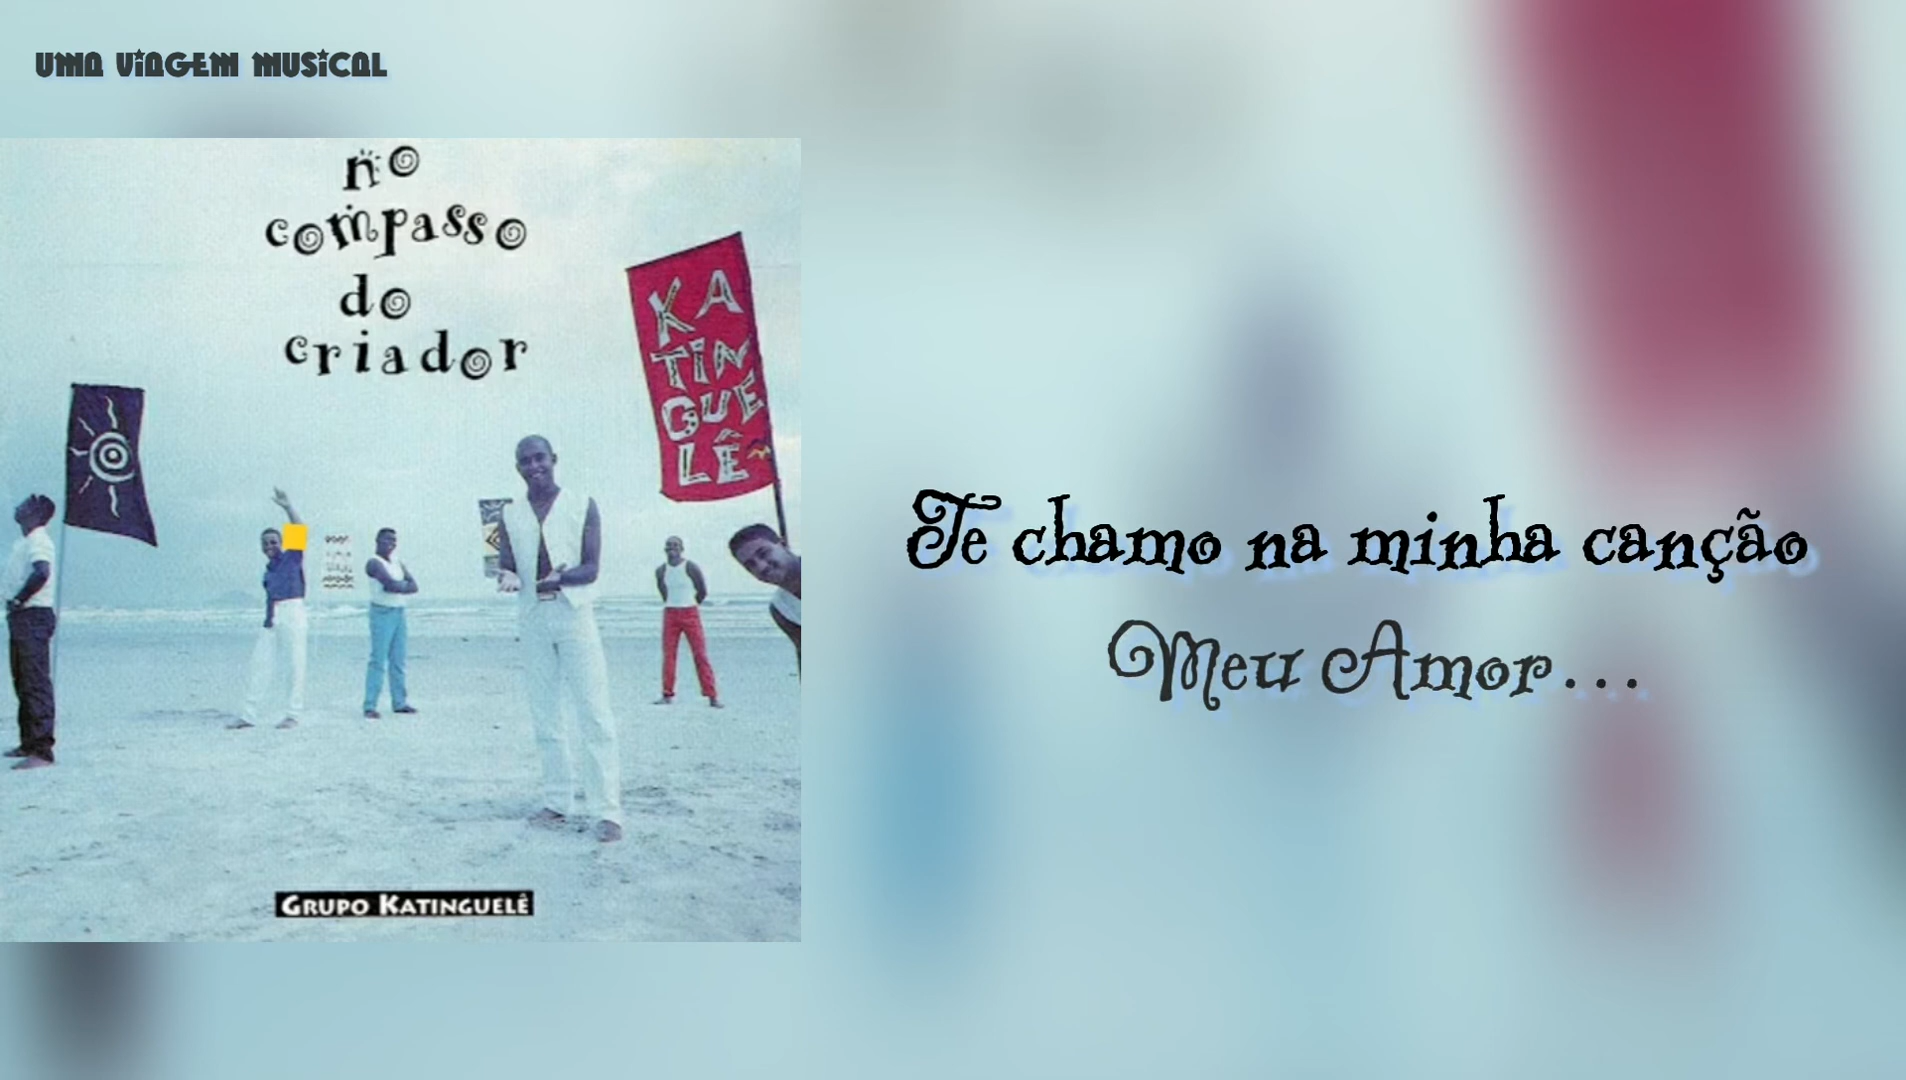 UMA VIAGEM MUSICAL
no
compasso
do
criador
KA
TIN
GUE
LÊ
GRUPO KATINGUELÊ
Te chamo na minha canção
Meu Amor...